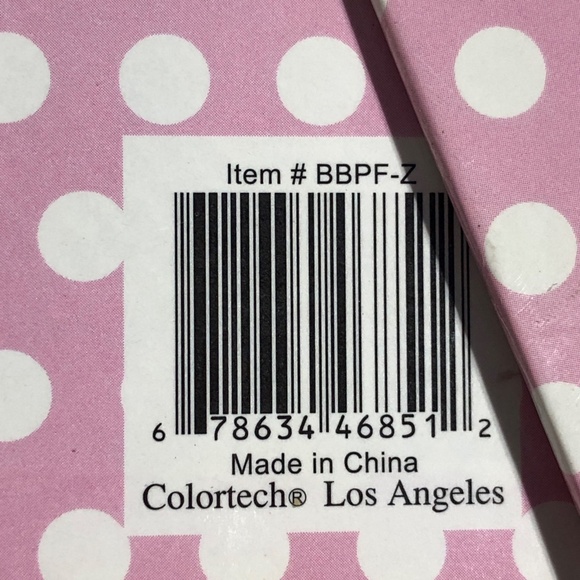 Item # BBPF-Z
6 78634 46851 2
Made in China
Colortech® Los Angeles